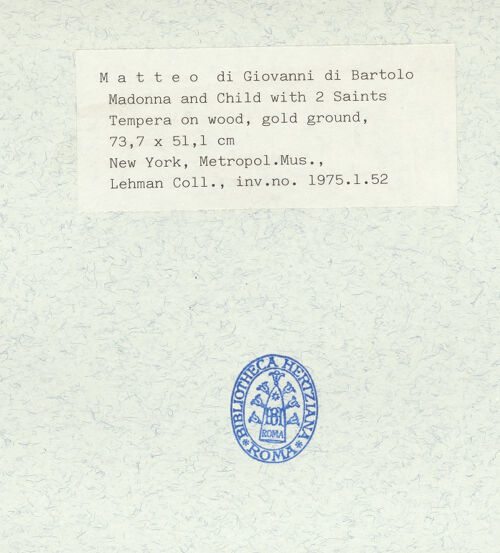 M a t t e o di Giovanni di Bartolo
Madonna and Child with 2 Saints
Tempera on wood, gold ground,
73,7 x 51,1 cm
New York, Metropol.Mus.,
Lehman Coll., inv.no. 1975.1.52
BIBLIOTHECA HERTZIANA
ROMA
* ROMA *